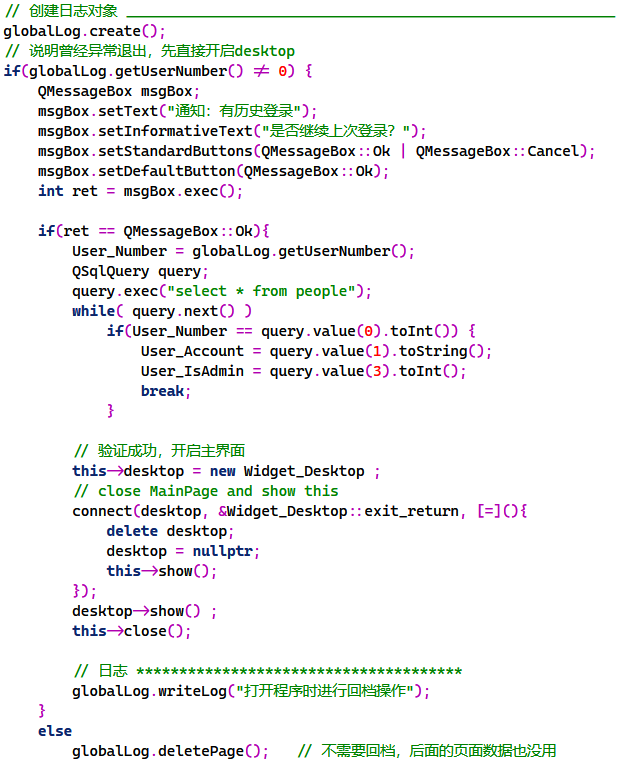 // 创建日志对象 _________________________________________________________
globalLog.create();
// 说明曾经异常退出，先直接开启desktop
if(globalLog.getUserNumber() ≠ 0) {
    QMessageBox msgBox;
    msgBox.setText("通知：有历史登录");
    msgBox.setInformativeText("是否继续上次登录？");
    msgBox.setStandardButtons(QMessageBox::Ok | QMessageBox::Cancel);
    msgBox.setDefaultButton(QMessageBox::Ok);
    int ret = msgBox.exec();
    if(ret == QMessageBox::Ok){
        User_Number = globalLog.getUserNumber();
        QSqlQuery query;
        query.exec("select * from people");
        while( query.next() )
            if(User_Number == query.value(0).toInt()) {
                User_Account = query.value(1).toString();
                User_IsAdmin = query.value(3).toInt();
                break;
            }
        // 验证成功，开启主界面
        this->desktop = new Widget_Desktop ;
        // close MainPage and show this
        connect(desktop, &Widget_Desktop::exit_return, [=](){
            delete desktop;
            desktop = nullptr;
            this->show();
        });
        desktop->show() ;
        this->close();
        // 日志 **************************************
        globalLog.writeLog("打开程序时进行回档操作");
    }
    else
        globalLog.deletePage();   // 不需要回档，后面的页面数据也没用